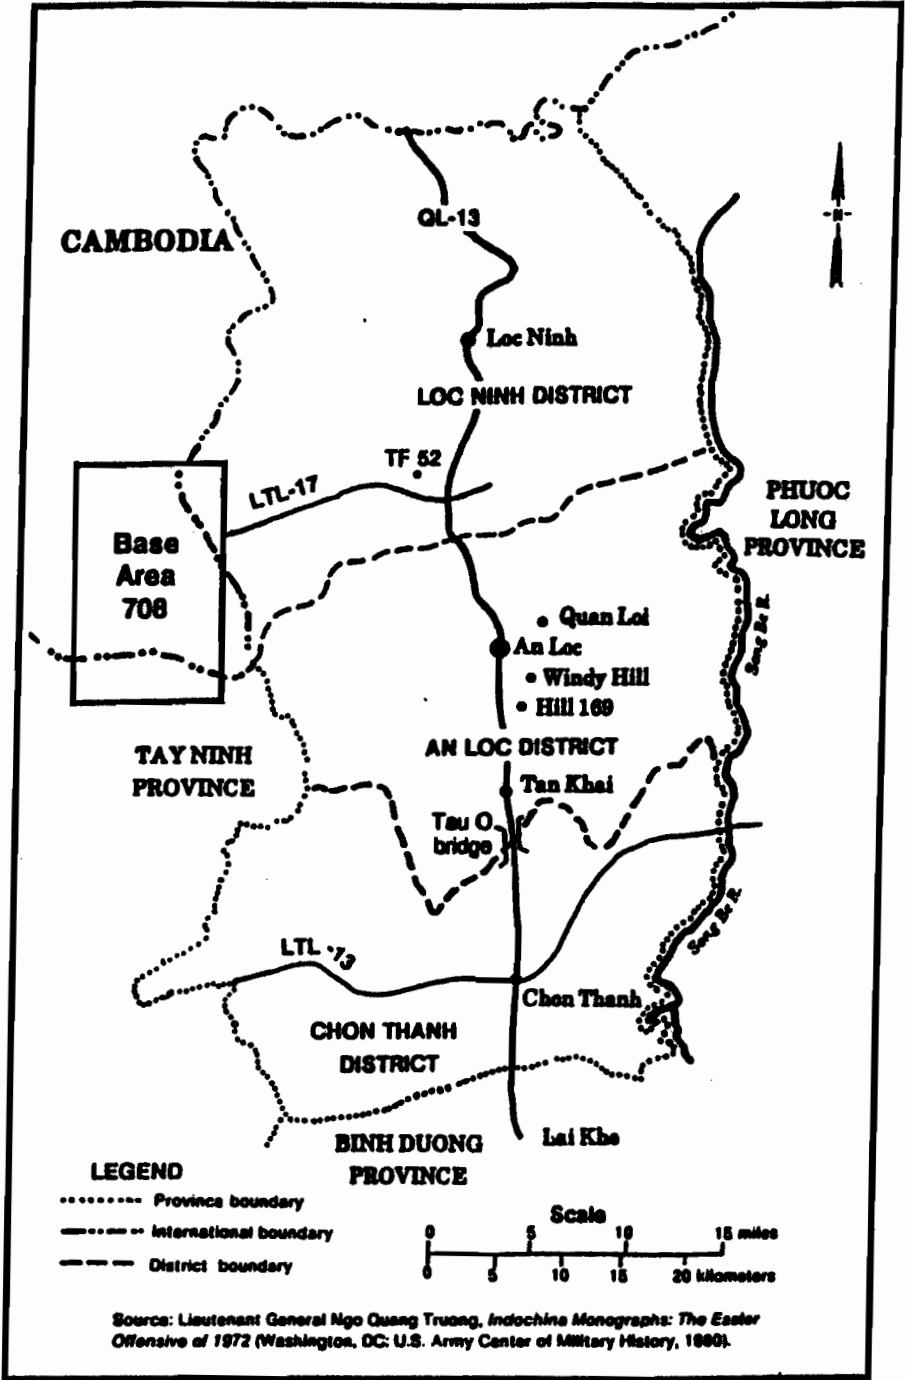 QL-13
-N-
CAMBODIA
Loc Ninh
LOC NINH DISTRICT
TF 52
LTL-17
PHUOC
LONG
PROVINCE
Base
Area
708
Quan Loi
Song Be R.
An Loc
Windy Hill
Hill 169
AN LOC DISTRICT
TAY NINH
PROVINCE
Tan Khai
Tau O
bridge
Song Be R.
LTL -13
Chon Thanh
CHON THANH
DISTRICT
Lai Khe
BINH DUONG
PROVINCE
LEGEND
Province boundary
International boundary
District boundary
Scale
0 5 10 15 miles
0 5 10 15 20 kilometers
Source: Lieutenant General Ngo Quang Truong, Indochina Monographs: The Easter
Offensive of 1972 (Washington, DC: U.S. Army Center of Military History, 1980).